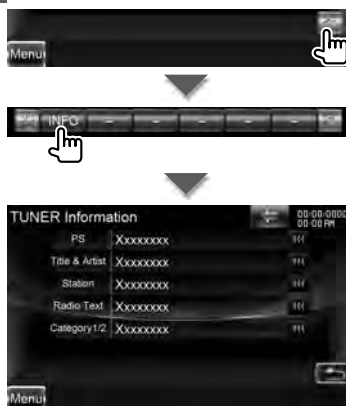 Menu
INFO
TUNER Information
00/00/0000
00:00 PM
PS Xxxxxxxx
Title & Artist Xxxxxxxx
Station Xxxxxxxx
Radio Text Xxxxxxxx
Category1/2 Xxxxxxxx
Menu